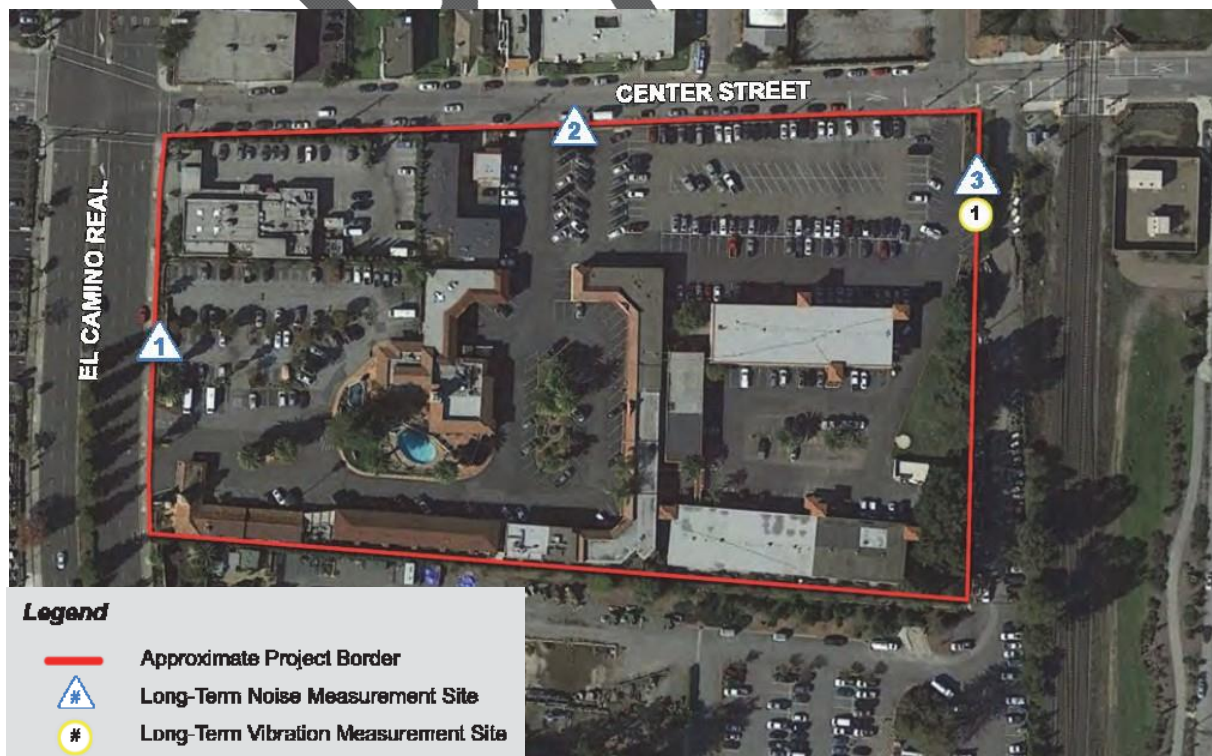 CENTER STREET
2
3
1
EL CAMINO REAL
1
Legend
Approximate Project Border
# Long-Term Noise Measurement Site
# Long-Term Vibration Measurement Site